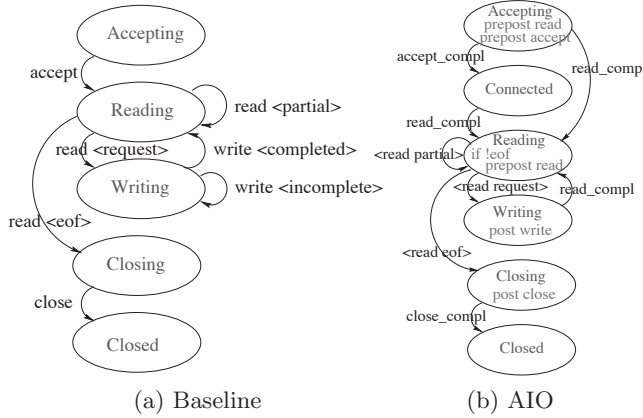 Accepting
accept
Reading
read <partial>
read <request>
write <completed>
Writing
write <incomplete>
read <eof>
Closing
close
Closed
(a) Baseline
Accepting
prepost read
prepost accept
accept_compl
read_comp
Connected
read_compl
Reading
<read partial>
if !eof
prepost read
<read request>
read_compl
Writing
post write
<read eof>
Closing
post close
close_compl
Closed
(b) AIO